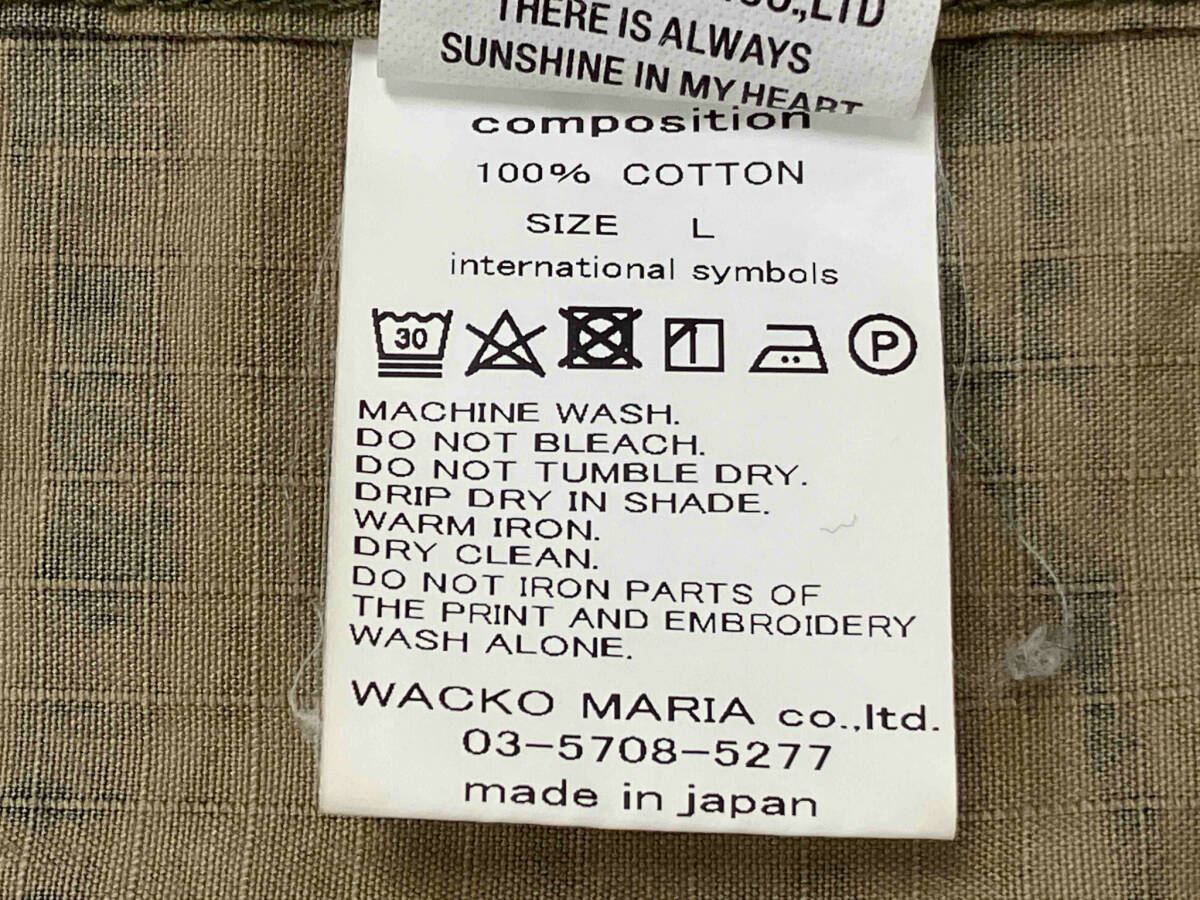 CO.,LTD
THERE IS ALWAYS
SUNSHINE IN MY HEART
composition
100% COTTON
SIZE L
international symbols
30 P
MACHINE WASH.
DO NOT BLEACH.
DO NOT TUMBLE DRY.
DRIP DRY IN SHADE.
WARM IRON.
DRY CLEAN.
DO NOT IRON PARTS OF
THE PRINT AND EMBROIDERY
WASH ALONE.
WACKO MARIA co.,ltd.
03-5708-5277
made in japan